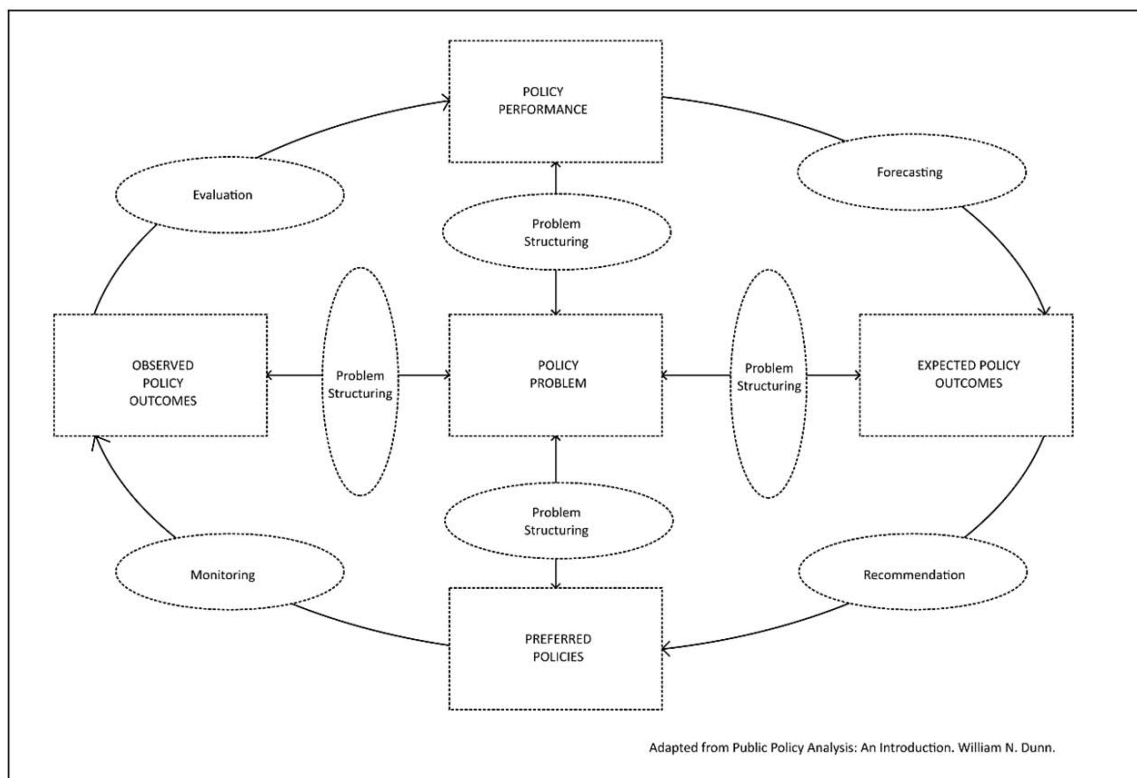 POLICY
PERFORMANCE
Forecasting
Evaluation
Problem
Structuring
OBSERVED
POLICY
OUTCOMES
Problem
Structuring
POLICY
PROBLEM
Problem
Structuring
EXPECTED POLICY
OUTCOMES
Problem
Structuring
Monitoring
Recommendation
PREFERRED
POLICIES
Adapted from Public Policy Analysis: An Introduction. William N. Dunn.